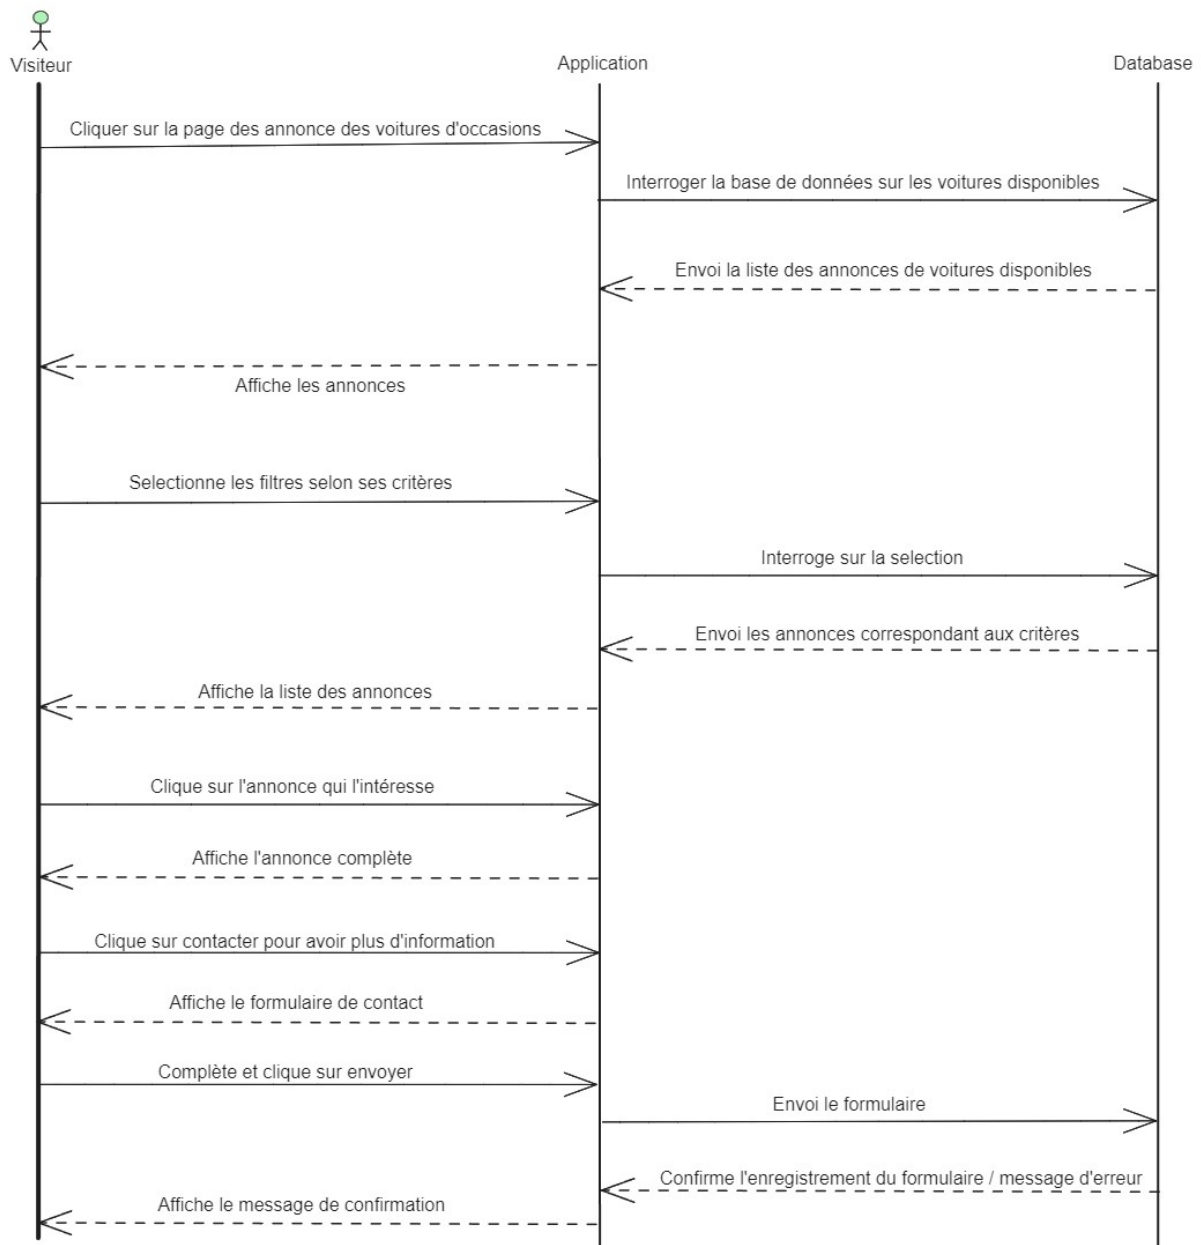 Visiteur
Application
Database
Cliquer sur la page des annonce des voitures d'occasions
Interroger la base de données sur les voitures disponibles
Envoi la liste des annonces de voitures disponibles
Affiche les annonces
Selectionne les filtres selon ses critères
Interroge sur la selection
Envoi les annonces correspondant aux critères
Affiche la liste des annonces
Clique sur l'annonce qui l'intéresse
Affiche l'annonce complète
Clique sur contacter pour avoir plus d'information
Affiche le formulaire de contact
Complète et clique sur envoyer
Envoi le formulaire
Confirme l'enregistrement du formulaire / message d'erreur
Affiche le message de confirmation